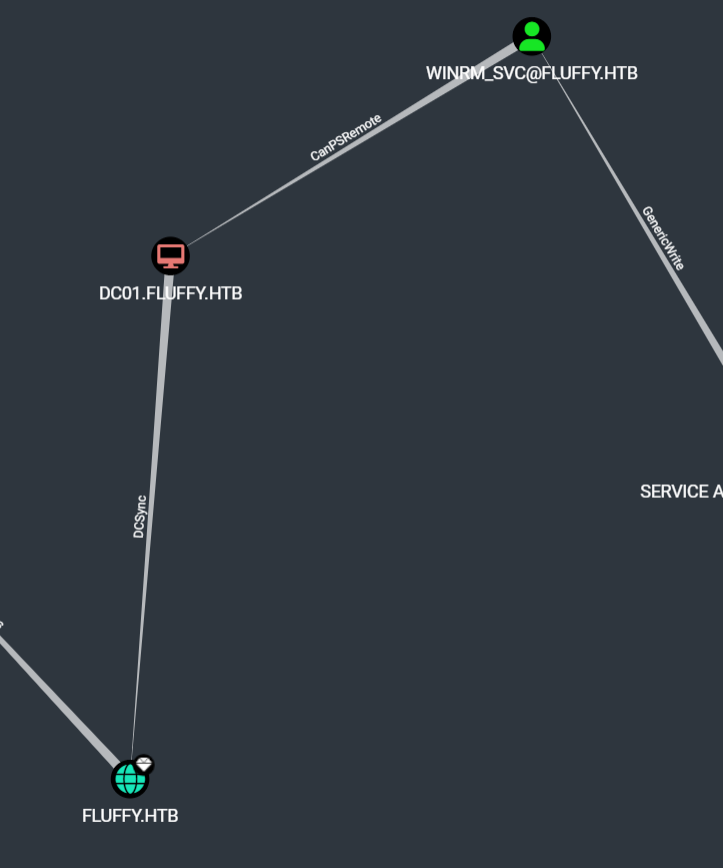 WINRM_SVC@FLUFFY.HTB
CanPSRemote
GenericWrite
DC01.FLUFFY.HTB
SERVICE A
DCSync
FLUFFY.HTB